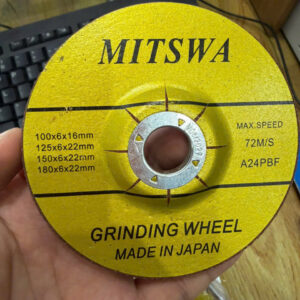 MITSWA
100x6x16mm
125x6x22mm
150x6x22mm
180x6x22mm
MAX.SPEED
72M/S
A24PBF
GRINDING WHEEL
MADE IN JAPAN